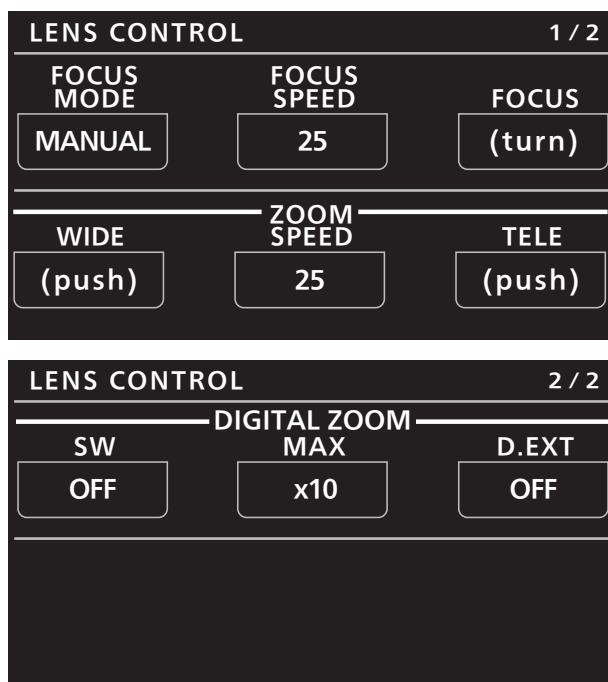 LENS CONTROL 1 / 2
FOCUS MODE FOCUS SPEED FOCUS
MANUAL 25 (turn)
ZOOM
WIDE SPEED TELE
(push) 25 (push)
LENS CONTROL 2 / 2
DIGITAL ZOOM
SW MAX D.EXT
OFF x10 OFF